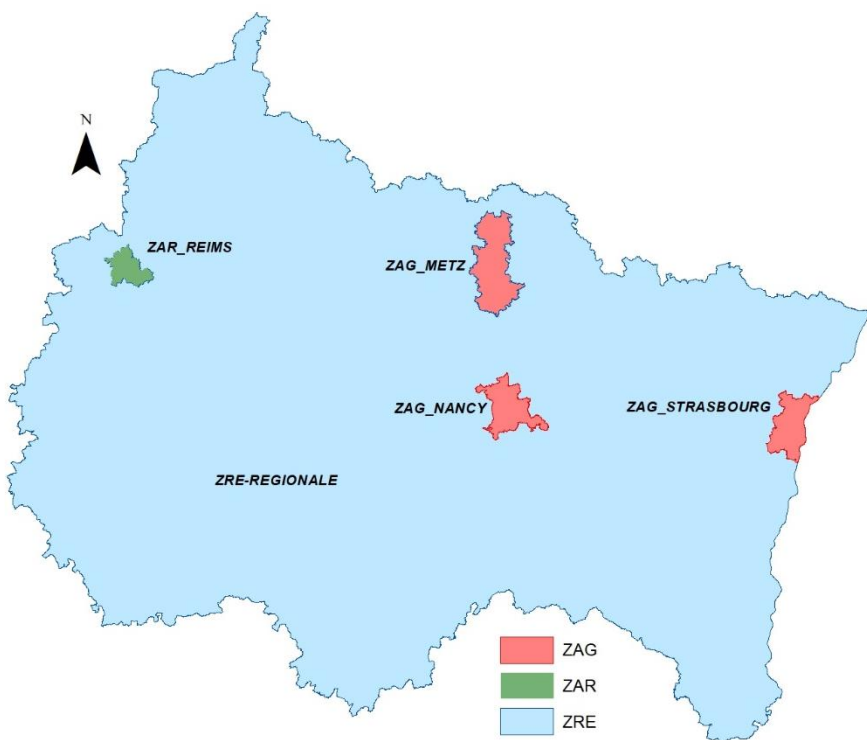 N
ZAR_REIMS
ZAG_METZ
ZAG_NANCY
ZAG_STRASBOURG
ZRE-REGIONALE
ZAG
ZAR
ZRE